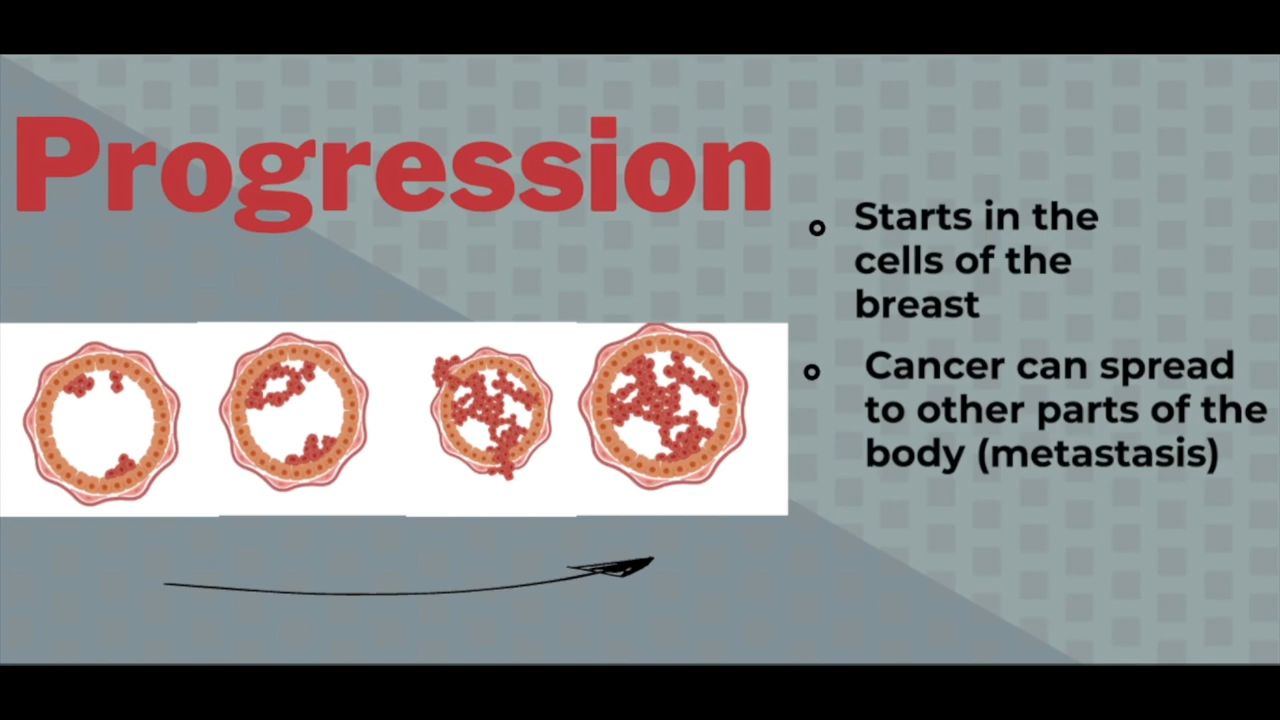 Progression
Starts in the
cells of the
breast
Cancer can spread
to other parts of the
body (metastasis)